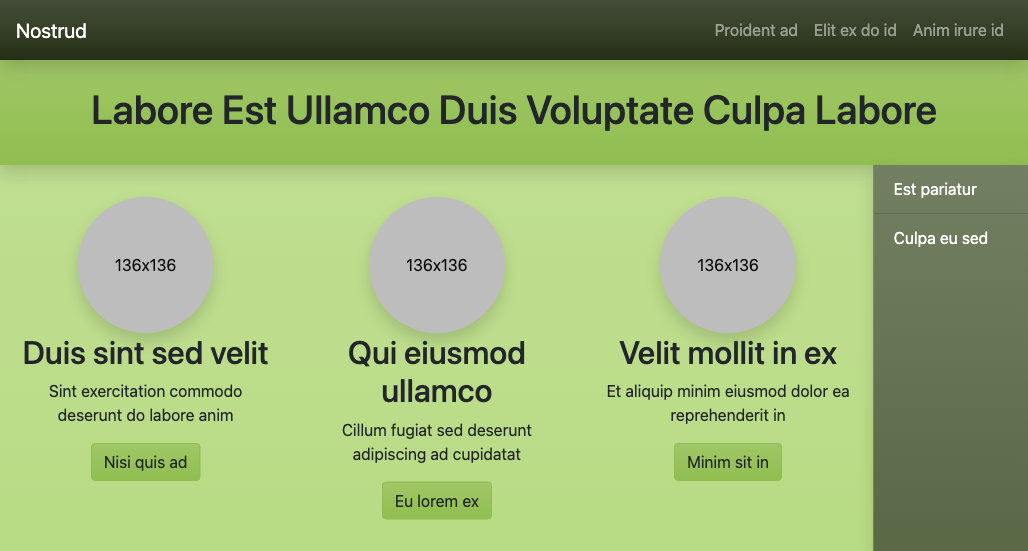 Nostrud
Proident ad
Elit ex do id
Anim irure id
Labore Est Ullamco Duis Voluptate Culpa Labore
136x136
Duis sint sed velit
Sint exercitation commodo
deserunt do labore anim
Nisi quis ad
136x136
Qui eiusmod
ullamco
Cillum fugiat sed deserunt
adipiscing ad cupidatat
Eu lorem ex
136x136
Velit mollit in ex
Et aliquip minim eiusmod dolor ea
reprehenderit in
Minim sit in
Est pariatur
Culpa eu sed